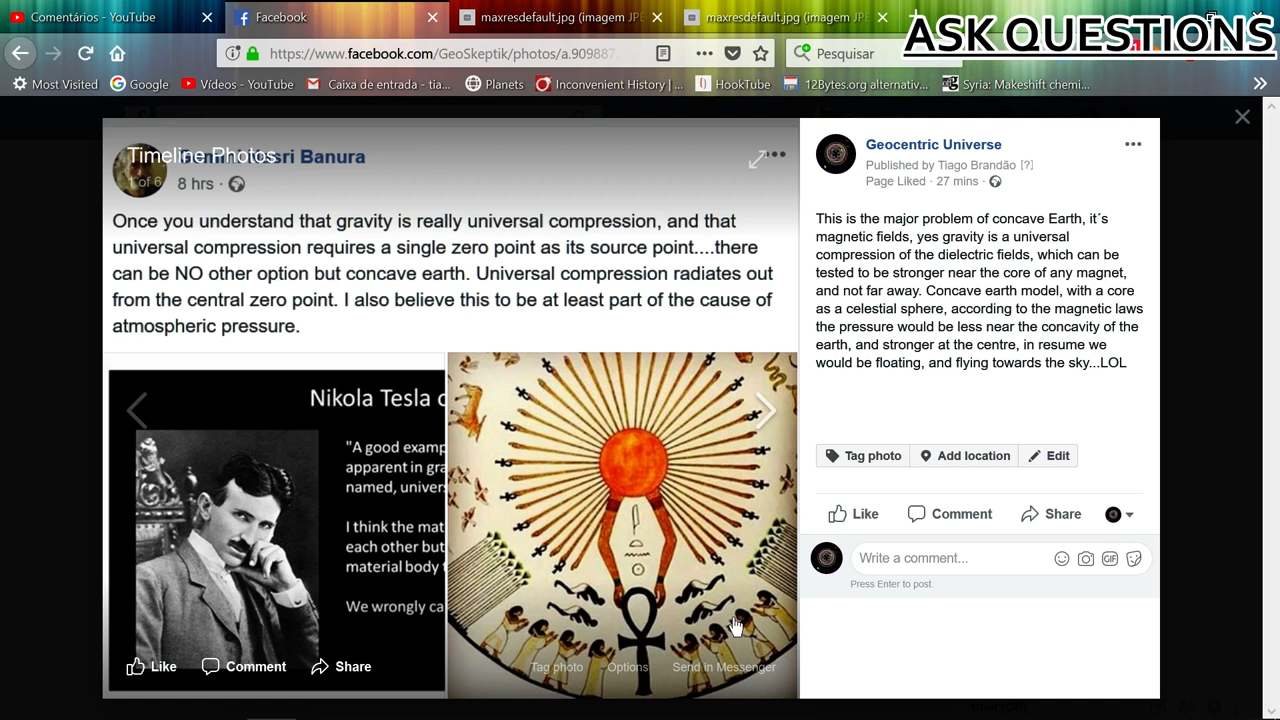 Comentários - YouTube
Facebook
maxresdefault.jpg (imagem JPE
maxresdefault.jpg (imagem JPE
ASK QUESTIONS
https://www.facebook.com/GeoSkeptik/photos/a.909887
Pesquisar
Most Visited
Google
Vídeos - YouTube
Caixa de entrada - tia...
Planets
Inconvenient History | ...
HookTube
12Bytes.org alternativ...
Syria: Makeshift chemi...
Timeline Photos
sri Banura
1 of 6
8 hrs
Once you understand that gravity is really universal compression, and that
universal compression requires a single zero point as its source point....there
can be NO other option but concave earth. Universal compression radiates out
from the central zero point. I also believe this to be at least part of the cause of
atmospheric pressure.
Nikola Tesla
"A good examp
apparent in gra
named, univers
I think the mat
each other but
material body
We wrongly ca
Like
Comment
Share
Tag photo
Options
Send in Messenger
Geocentric Universe
Published by Tiago Brandão [?]
Page Liked · 27 mins ·
This is the major problem of concave Earth, it´s
magnetic fields, yes gravity is a universal
compression of the dielectric fields, which can be
tested to be stronger near the core of any magnet,
and not far away. Concave earth model, with a core
as a celestial sphere, according to the magnetic laws
the pressure would be less near the concavity of the
earth, and stronger at the centre, in resume we
would be floating, and flying towards the sky...LOL
Tag photo
Add location
Edit
Like
Comment
Share
Write a comment...
GIF
Press Enter to post.